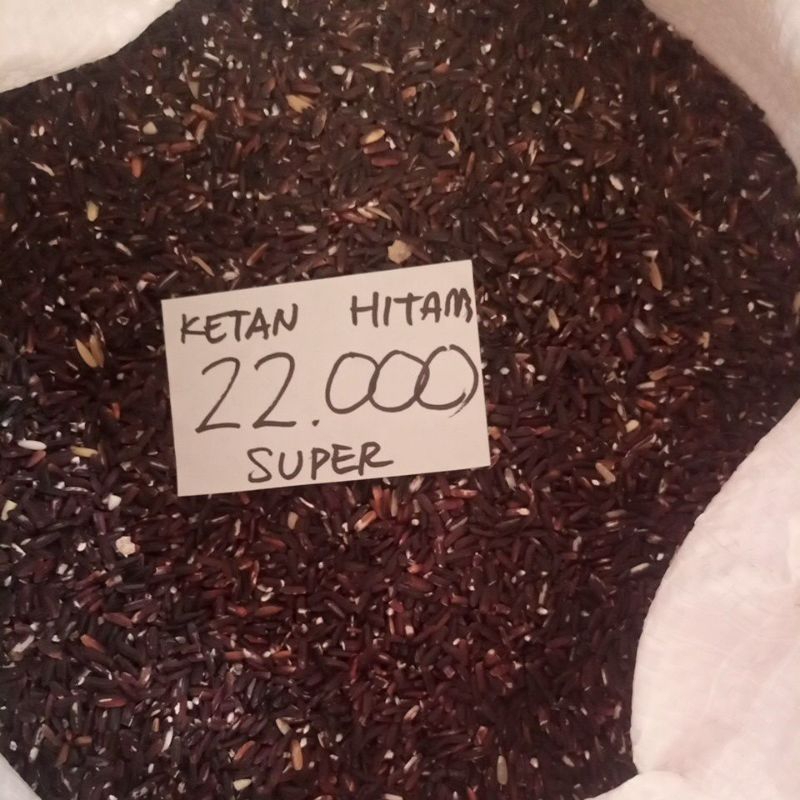 KETAN HITAM
22.000
SUPER